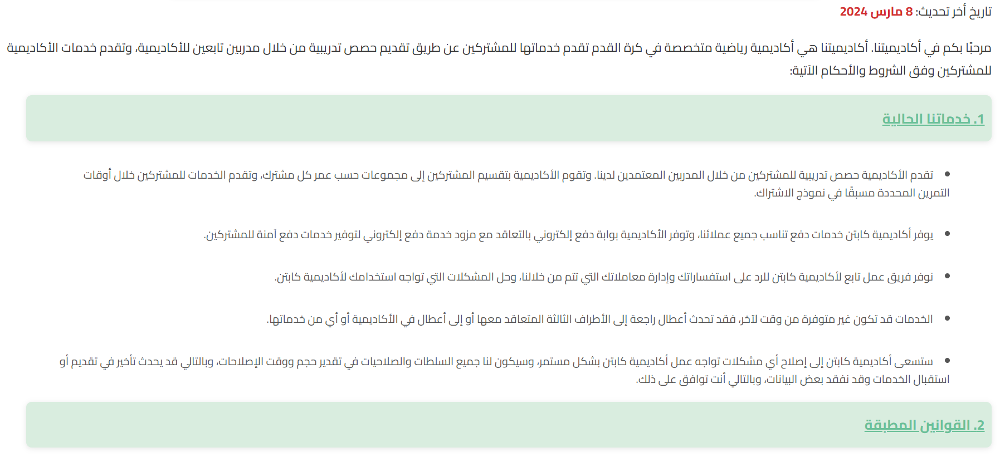 تاريخ أخر تحديث: 8 مارس 2024
مرحبًا بكم في أكاديميتنا. أكاديميتنا هي أكاديمية رياضية متخصصة في كرة القدم تقدم خدماتها للمشتركين عن طريق تقديم حصص تدريبية من خلال مدربين تابعين للأكاديمية، وتقدم خدمات الأكاديمية
للمشتركين وفق الشروط والأحكام الآتية:
1. خدماتنا الحالية
• تقدم الأكاديمية حصص تدريبية للمشتركين من خلال المدربين المعتمدين لدينا. وتقوم الأكاديمية بتقسيم المشتركين إلى مجموعات حسب عمر كل مشترك، وتقدم الخدمات للمشتركين خلال أوقات
التمرين المحددة مسبقًا في نموذج الاشتراك.
• يوفر أكاديمية كابتن خدمات دفع تناسب جميع عملائنا، وتوفر الأكاديمية بوابة دفع إلكتروني بالتعاقد مع مزود خدمة دفع إلكتروني لتوفير خدمات دفع آمنة للمشتركين.
• نوفر فريق عمل تابع لأكاديمية كابتن للرد على استفساراتك وإدارة معاملاتك التي تتم من خلالنا، وحل المشكلات التي تواجه استخدامك لأكاديمية كابتن.
• الخدمات قد تكون غير متوفرة من وقت لآخر، فقد تحدث أعطال راجعة إلى الأطراف الثالثة المتعاقد معها أو إلى أعطال في الأكاديمية أو أي من خدماتها.
• ستسعى أكاديمية كابتن إلى إصلاح أي مشكلات تواجه عمل أكاديمية كابتن بشكل مستمر، وسيكون لنا جميع السلطات والصلاحيات في تقدير حجم ووقت الإصلاحات، وبالتالي قد يحدث تأخير في تقديم أو
استقبال الخدمات وقد نفقد بعض البيانات، وبالتالي أنت توافق على ذلك.
2. القوانين المطبقة